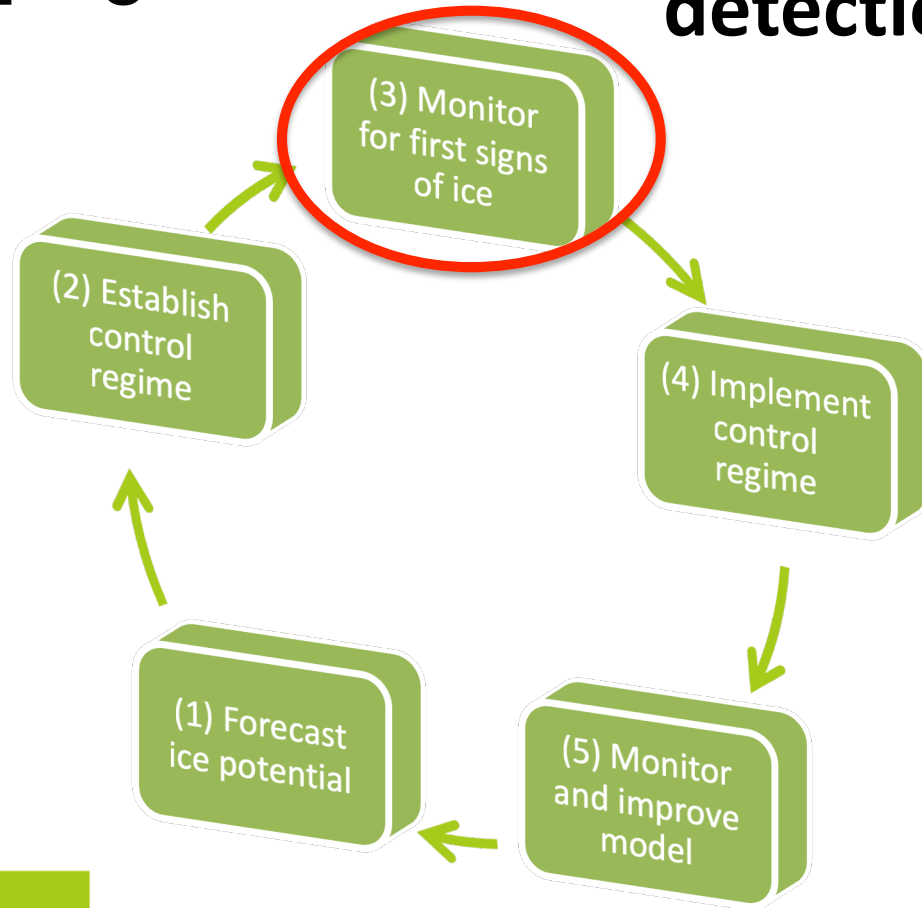 (3) Monitor
for first signs
of ice
(2) Establish
control
regime
(4) Implement
control
regime
(1) Forecast
ice potential
(5) Monitor
and improve
model